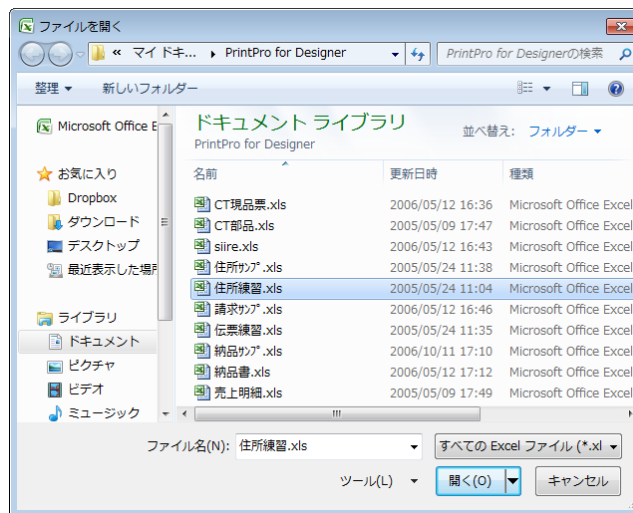 ファイルを開く
« マイ ドキ... ▸ PrintPro for Designer
PrintPro for Designerの検索
整理 ▼ 新しいフォルダー
Microsoft Office E
お気に入り
Dropbox
ダウンロード
デスクトップ
最近表示した場所
ライブラリ
ドキュメント
ピクチャ
ビデオ
ミュージック
ドキュメント ライブラリ
PrintPro for Designer
並べ替え: フォルダー ▼
名前 更新日時 種類
CT現品票.xls 2006/05/12 16:36 Microsoft Office Excel
CT部品.xls 2005/05/09 17:47 Microsoft Office Excel
siire.xls 2006/05/12 16:43 Microsoft Office Excel
住所ｻﾝﾌﾟ.xls 2005/05/24 11:38 Microsoft Office Excel
住所練習.xls 2005/05/24 11:04 Microsoft Office Excel
請求ｻﾝﾌﾟ.xls 2006/05/12 16:46 Microsoft Office Excel
伝票練習.xls 2005/05/24 11:35 Microsoft Office Excel
納品ｻﾝﾌﾟ.xls 2006/10/11 17:10 Microsoft Office Excel
納品書.xls 2006/05/12 17:12 Microsoft Office Excel
売上明細.xls 2005/05/09 17:49 Microsoft Office Excel
ファイル名(N): 住所練習.xls すべての Excel ファイル (*.xl
ツール(L) 開く(O) キャンセル